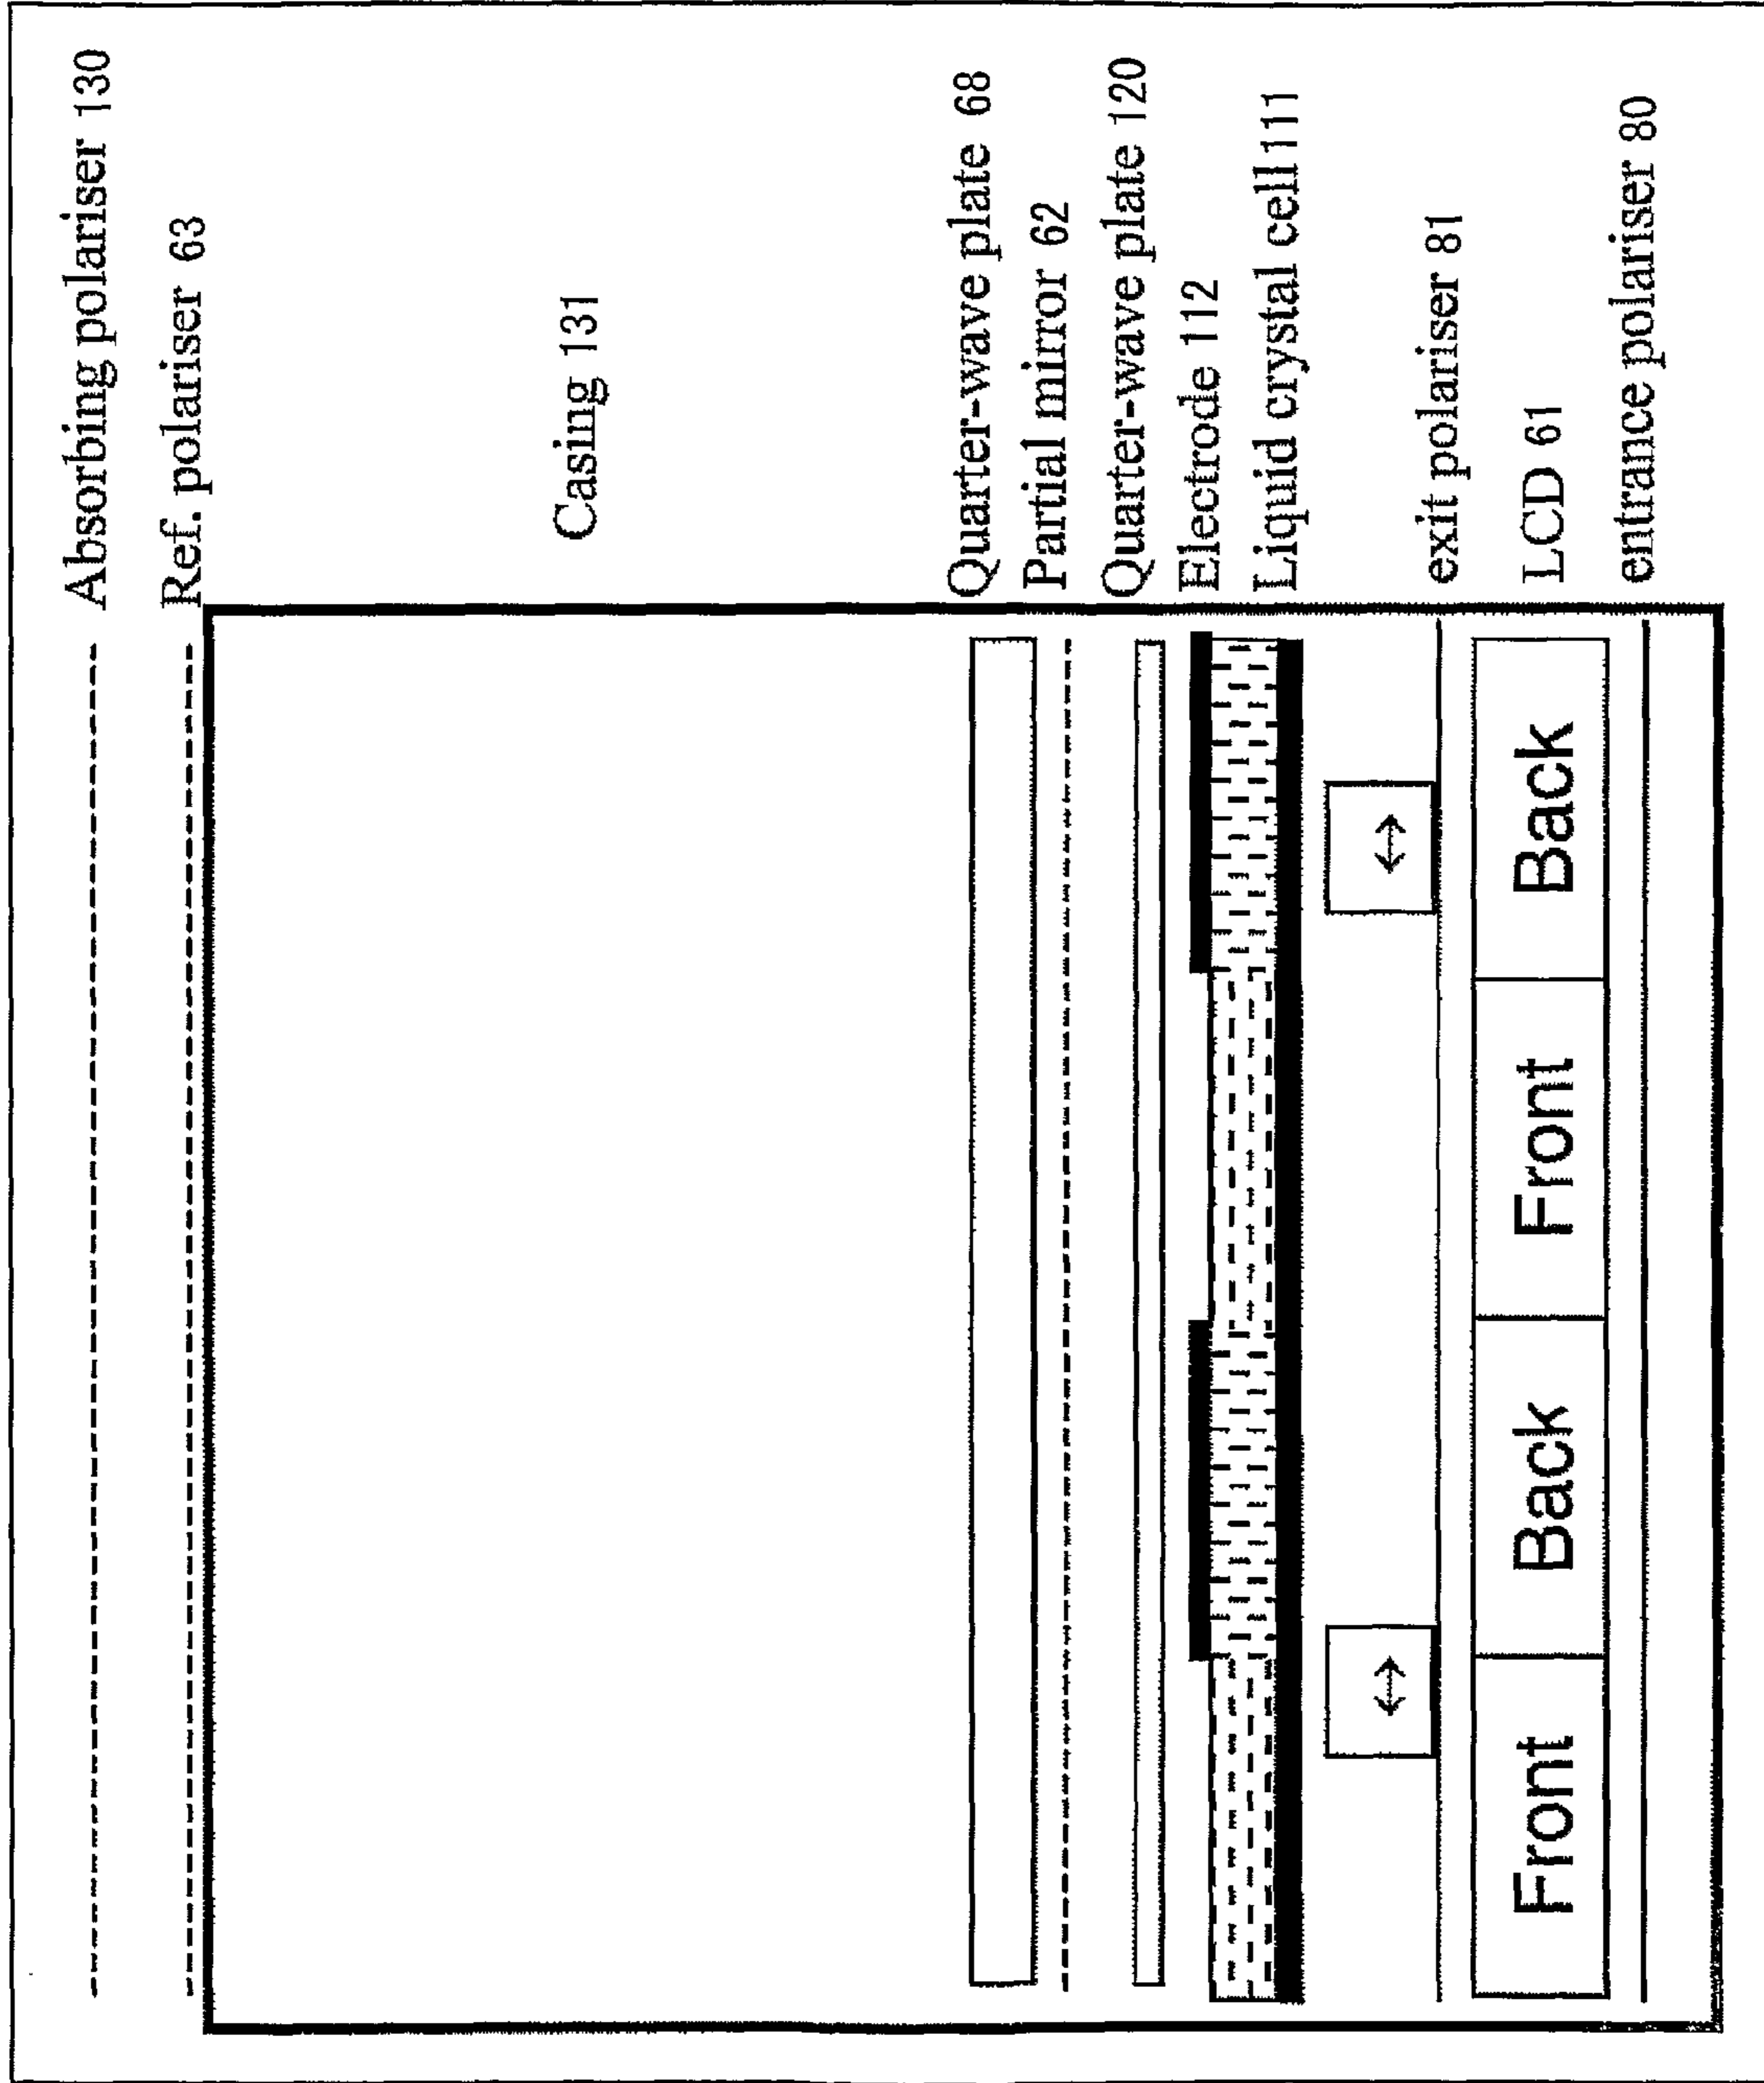 Absorbing polariser 130
Ref. polariser 63
Casing 131
Quarter-wave plate 68
Partial mirror 62
Quarter-wave plate 120
Electrode 112
Liquid crystal cell 111
exit polariser 81
LCD 61
entrance polariser 80
Front Back Front Back